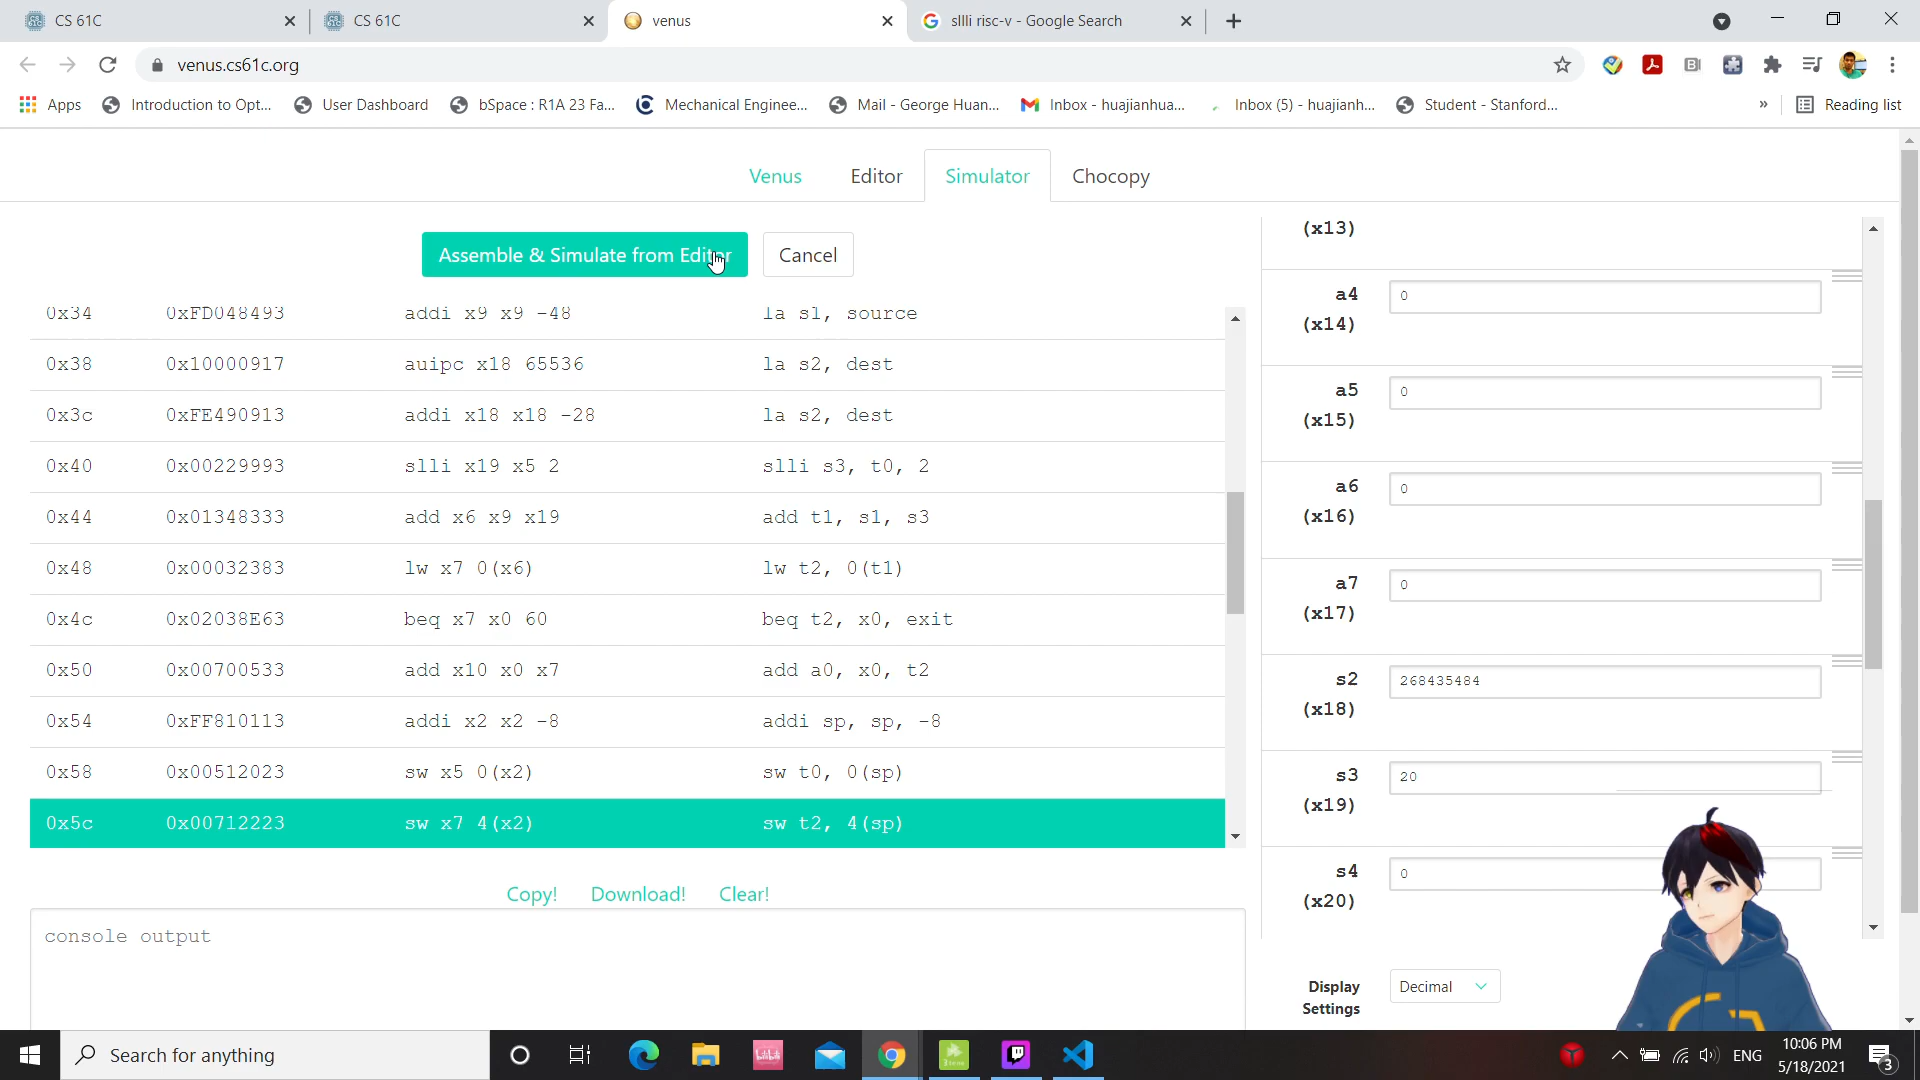 CS 61C
CS 61C
venus
sllli risc-v - Google Search
venus.cs61c.org
Apps
Introduction to Opt...
User Dashboard
bSpace : R1A 23 Fa...
Mechanical Enginee...
Mail - George Huan...
Inbox - huajianhua...
Inbox (5) - huajianh...
Student - Stanford...
»
Reading list
Venus
Editor
Simulator
Chocopy
Assemble & Simulate from Editor
Cancel
0x34 0xFD048493 addi x9 x9 -48 la s1, source
0x38 0x10000917 auipc x18 65536 la s2, dest
0x3c 0xFE490913 addi x18 x18 -28 la s2, dest
0x40 0x00229993 slli x19 x5 2 slli s3, t0, 2
0x44 0x01348333 add x6 x9 x19 add t1, s1, s3
0x48 0x00032383 lw x7 0(x6) lw t2, 0(t1)
0x4c 0x02038E63 beq x7 x0 60 beq t2, x0, exit
0x50 0x00700533 add x10 x0 x7 add a0, x0, t2
0x54 0xFF810113 addi x2 x2 -8 addi sp, sp, -8
0x58 0x00512023 sw x5 0(x2) sw t0, 0(sp)
0x5c 0x00712223 sw x7 4(x2) sw t2, 4(sp)
Copy!
Download!
Clear!
console output
(x13)
a4 0
(x14)
a5 0
(x15)
a6 0
(x16)
a7 0
(x17)
s2 268435484
(x18)
s3 20
(x19)
s4 0
(x20)
Display
Settings
Decimal
Search for anything
ENG
10:06 PM
5/18/2021
3